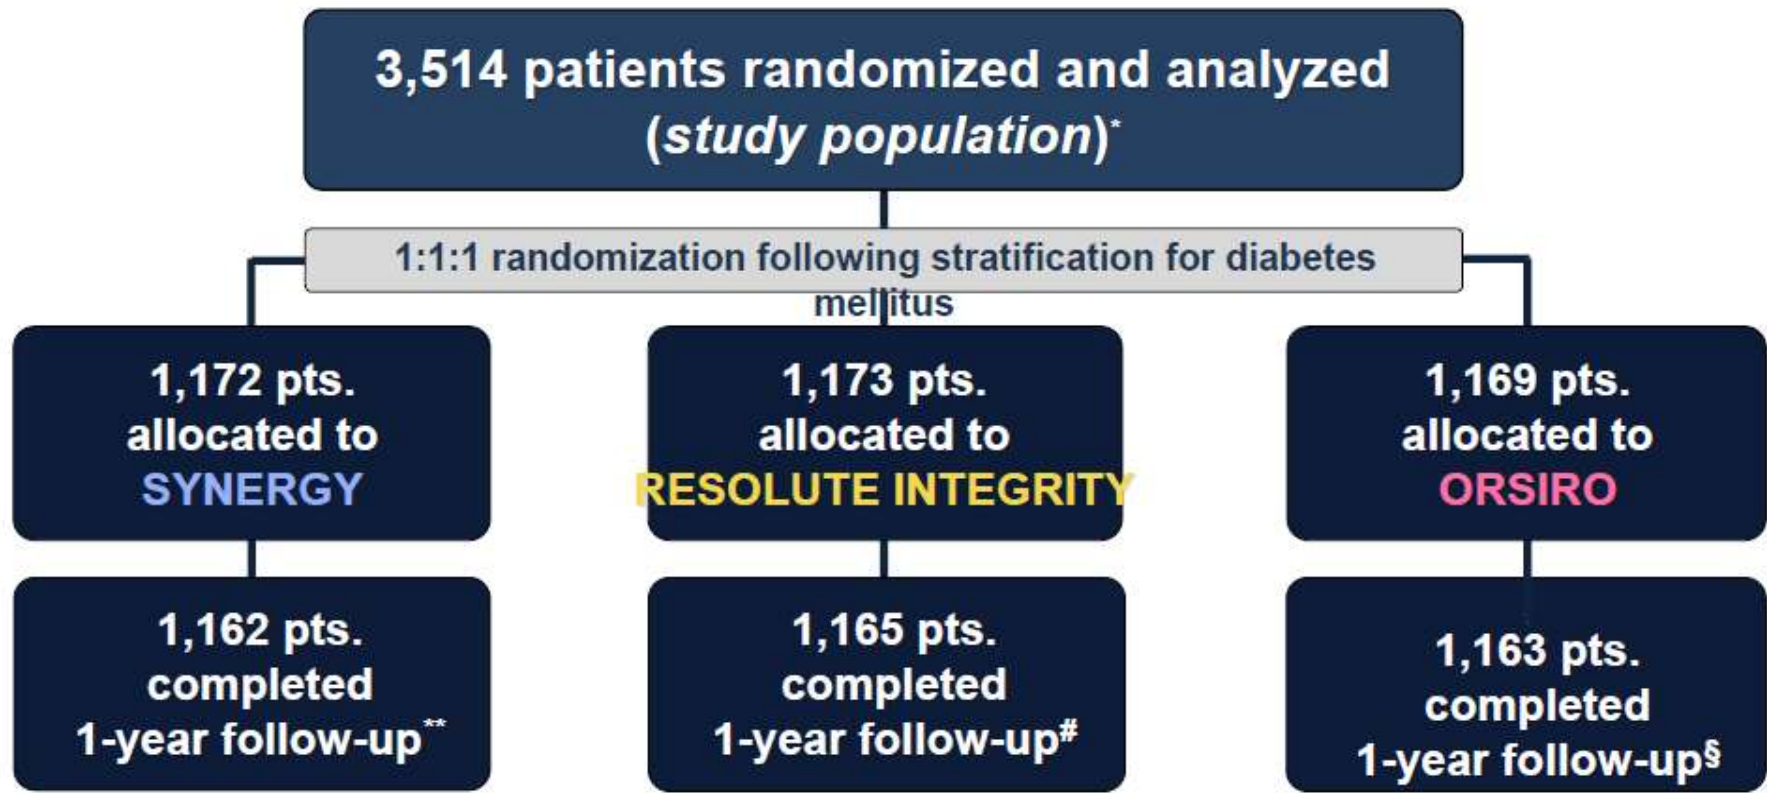 3,514 patients randomized and analyzed
(study population)*
1:1:1 randomization following stratification for diabetes
mellitus
1,172 pts.
allocated to
SYNERGY
1,173 pts.
allocated to
RESOLUTE INTEGRITY
1,169 pts.
allocated to
ORSIRO
1,162 pts.
completed
1-year follow-up**
1,165 pts.
completed
1-year follow-up#
1,163 pts.
completed
1-year follow-up§